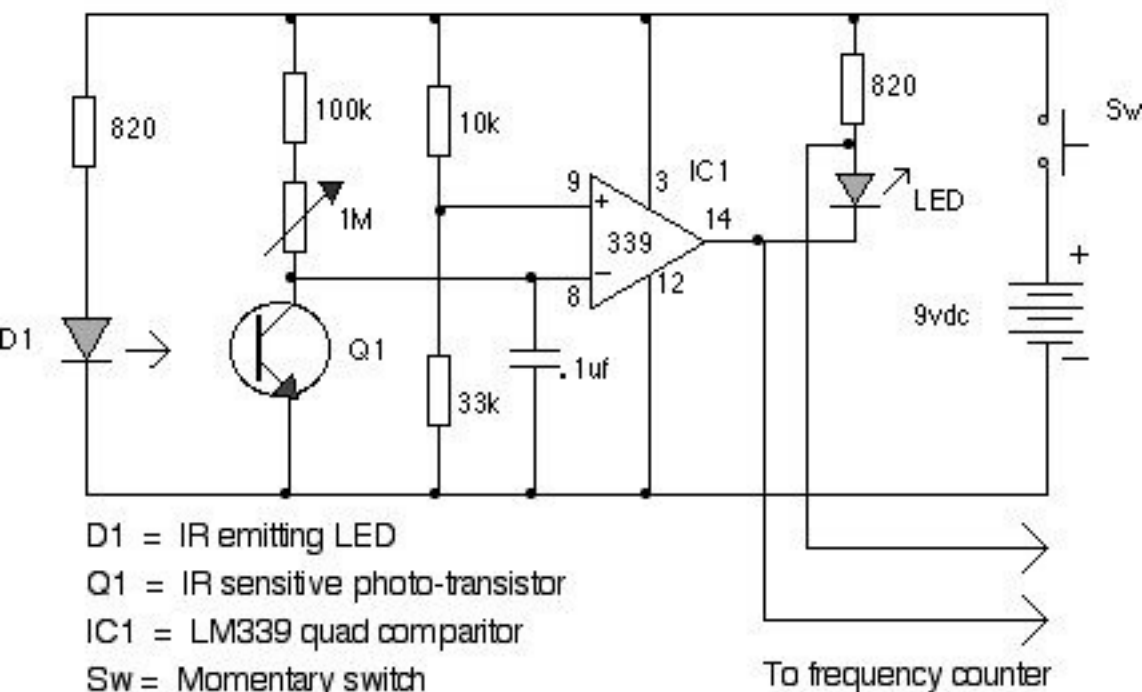 820
100k
10k
820
Sw
1M
9
+
3
IC1
14
LED
339
8
−
12
+
9vdc
−
D1
Q1
.1uf
33k
D1 = IR emitting LED
Q1 = IR sensitive photo-transistor
IC1 = LM339 quad comparitor
Sw = Momentary switch
To frequency counter